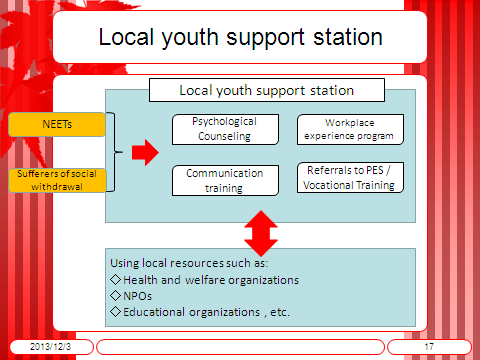 Local youth support station
Local youth support station
NEETs
Sufferers of social
withdrawal
Psychological
Counseling
Workplace
experience program
Communication
training
Referrals to PES /
Vocational Training
Using local resources such as:
◇Health and welfare organizations
◇NPOs
◇Educational organizations , etc.
2013/12/3
17